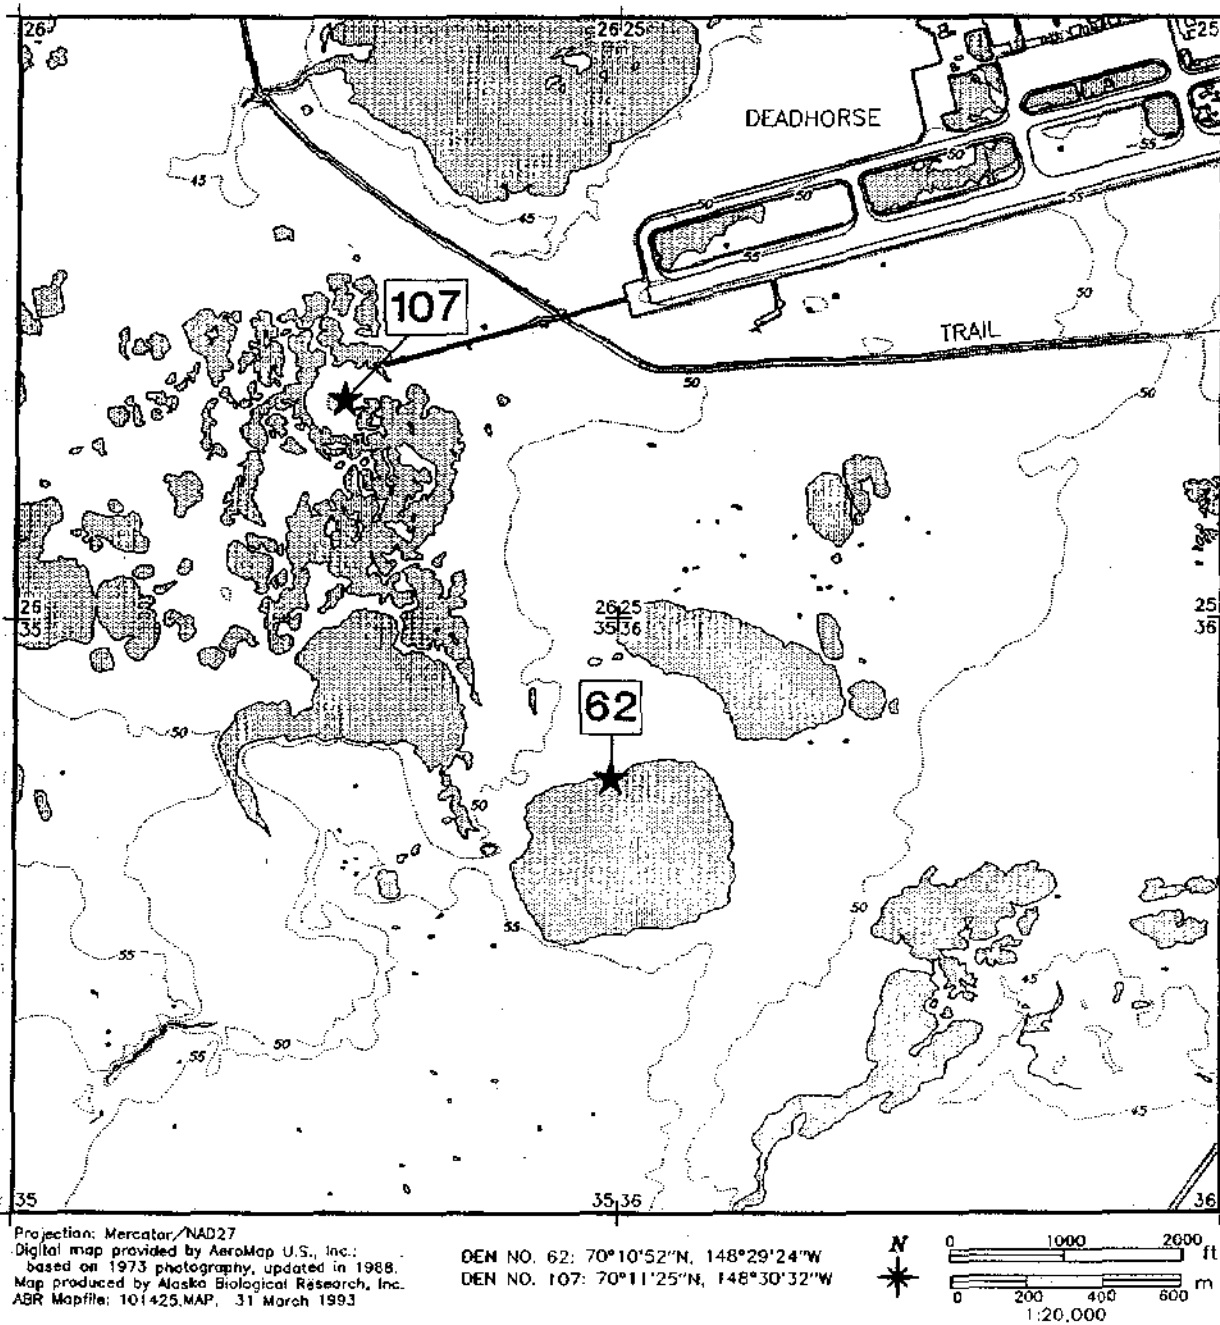 26
26 25
F25
DEADHORSE
45
50
55
50
50
45
50
55
55
107
50
TRAIL
50
50
26
35
26 25
35 36
25
36
62
50
50
55
50
55
50
55
45
45
35
35 36
36
Projection: Mercator/NAD27
Digital map provided by AeroMap U.S., Inc.;
based on 1973 photography, updated in 1988.
Map produced by Alaska Biological Research, Inc.
ABR Mapfile: 101425.MAP, 31 March 1993
DEN NO. 62: 70°10'52"N, 148°29'24"W
DEN NO. 107: 70°11'25"N, 148°30'32"W
N
0 1000 2000 ft
0 200 400 600 m
1:20,000